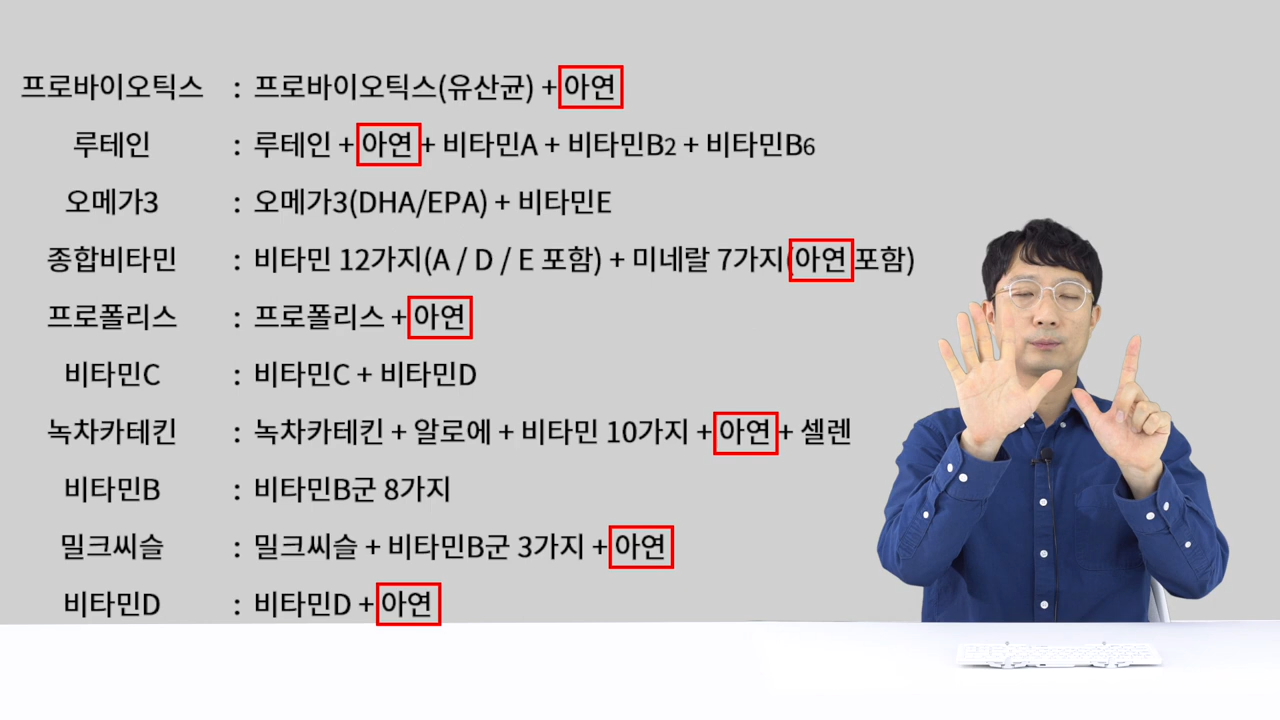 프로바이오틱스 : 프로바이오틱스(유산균) + 아연
루테인 : 루테인 + 아연 + 비타민A + 비타민B2 + 비타민B6
오메가3 : 오메가3(DHA/EPA) + 비타민E
종합비타민 : 비타민 12가지(A / D / E 포함) + 미네랄 7가지(아연 포함)
프로폴리스 : 프로폴리스 + 아연
비타민C : 비타민C + 비타민D
녹차카테킨 : 녹차카테킨 + 알로에 + 비타민 10가지 + 아연 + 셀렌
비타민B : 비타민B군 8가지
밀크씨슬 : 밀크씨슬 + 비타민B군 3가지 + 아연
비타민D : 비타민D + 아연